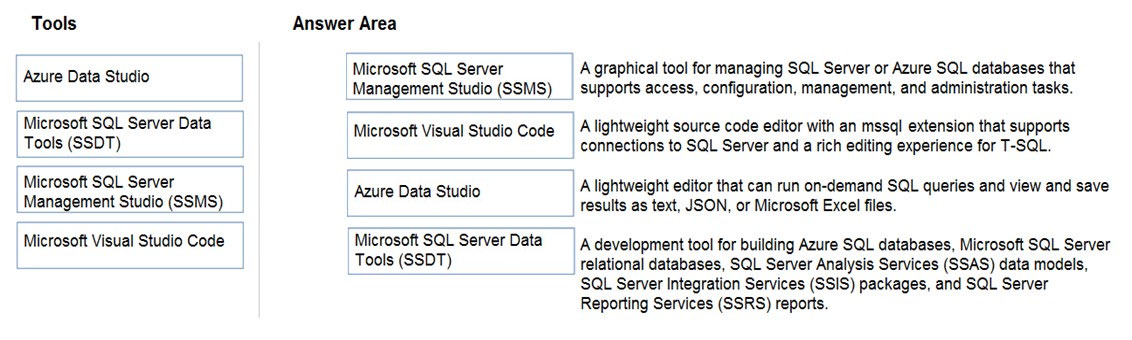 Tools
Answer Area
Azure Data Studio
Microsoft SQL Server Data
Tools (SSDT)
Microsoft SQL Server
Management Studio (SSMS)
Microsoft Visual Studio Code
Microsoft SQL Server
Management Studio (SSMS)
A graphical tool for managing SQL Server or Azure SQL databases that
supports access, configuration, management, and administration tasks.
Microsoft Visual Studio Code
A lightweight source code editor with an mssql extension that supports
connections to SQL Server and a rich editing experience for T-SQL.
Azure Data Studio
A lightweight editor that can run on-demand SQL queries and view and save
results as text, JSON, or Microsoft Excel files.
Microsoft SQL Server Data
Tools (SSDT)
A development tool for building Azure SQL databases, Microsoft SQL Server
relational databases, SQL Server Analysis Services (SSAS) data models,
SQL Server Integration Services (SSIS) packages, and SQL Server
Reporting Services (SSRS) reports.